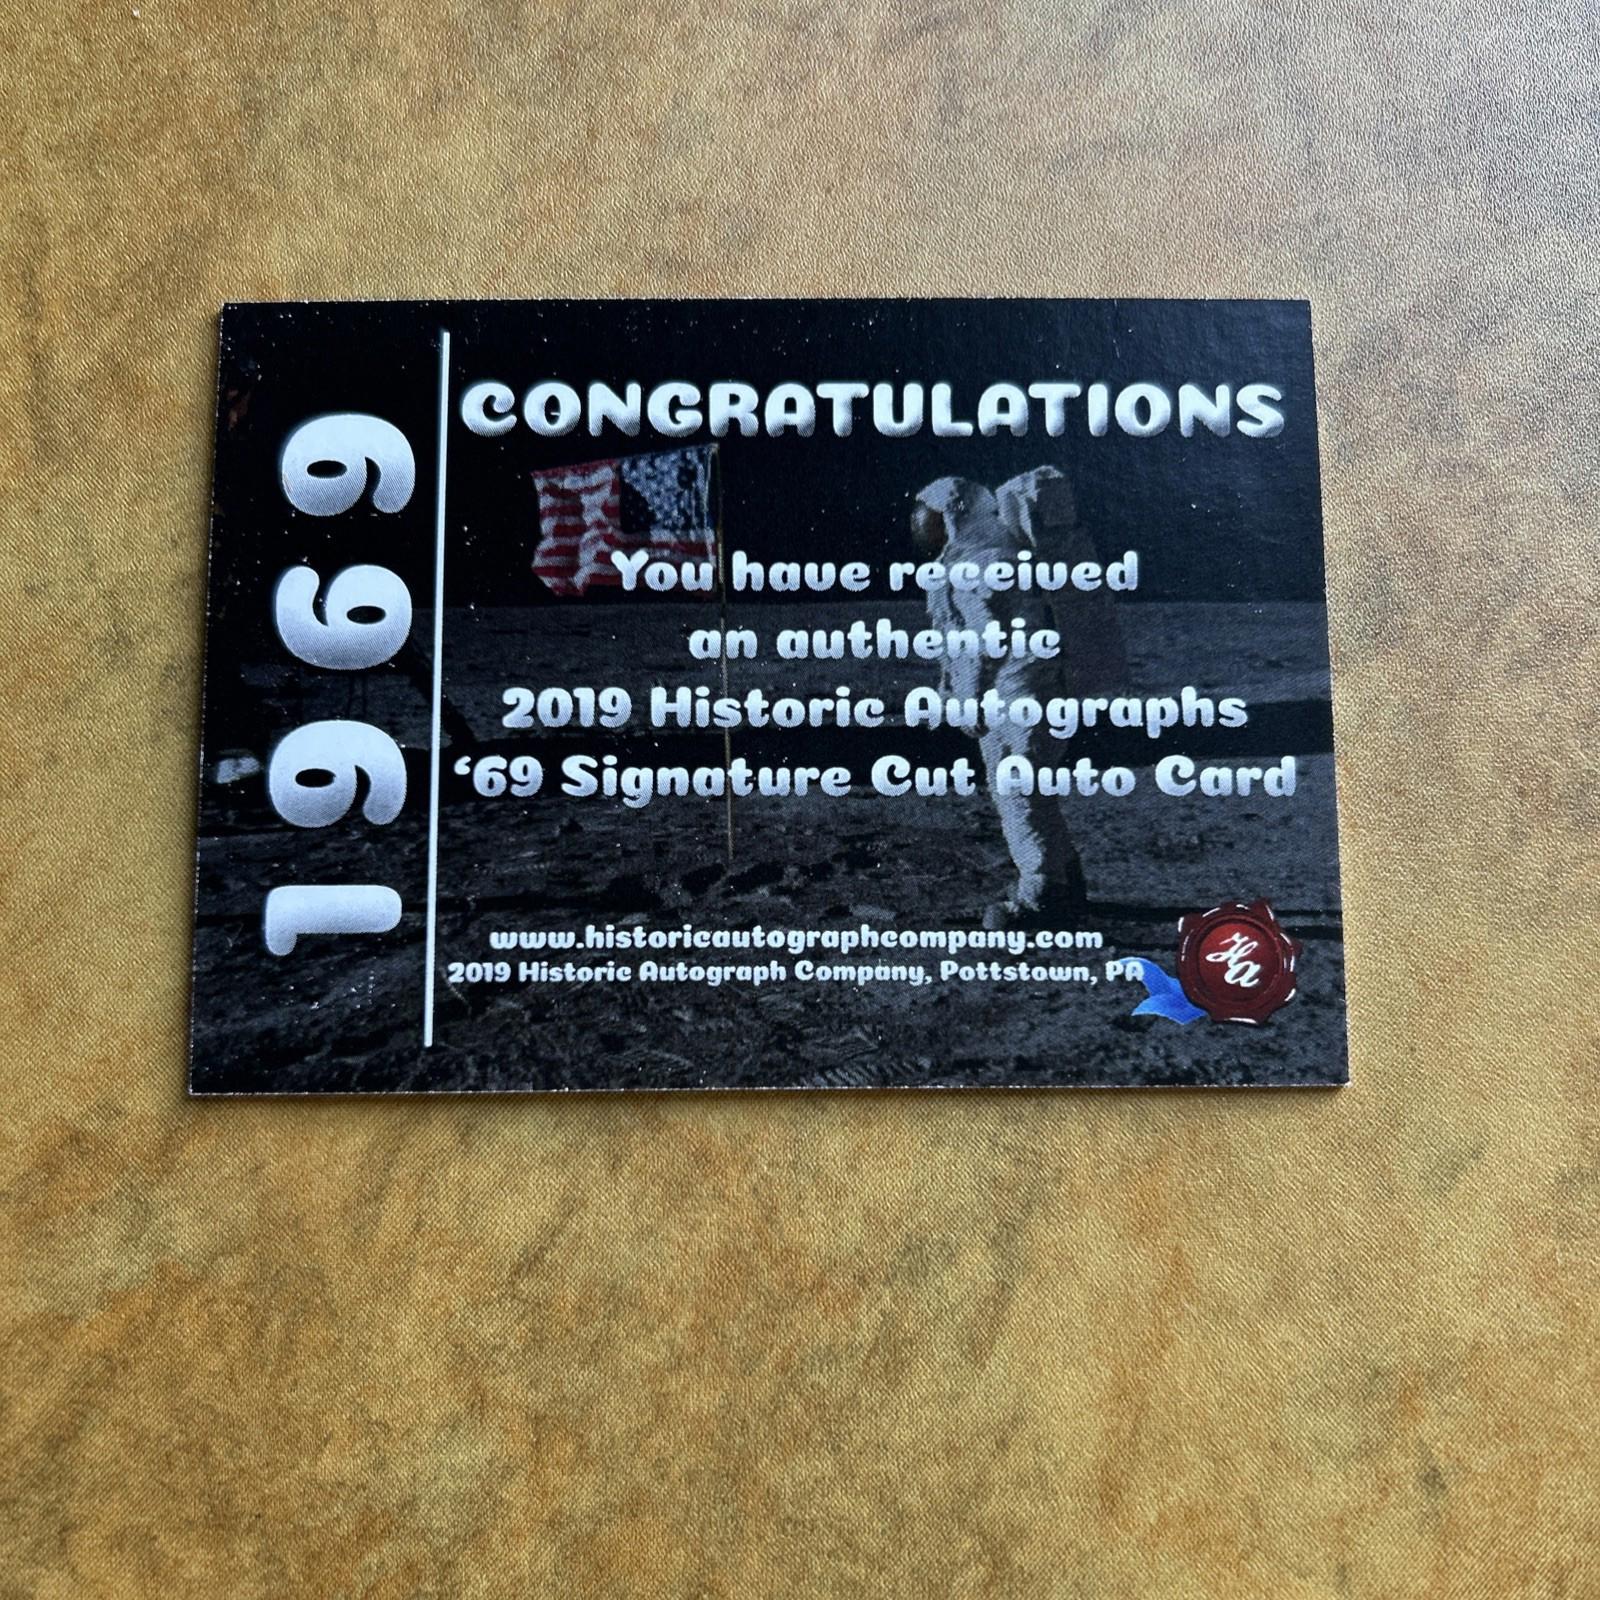 1969
CONGRATULATIONS
You have received
an authentic
2019 Historic Autographs
‘69 Signature Cut Auto Card
www.historicautographcompany.com
2019 Historic Autograph Company, Pottstown, PA
Ha